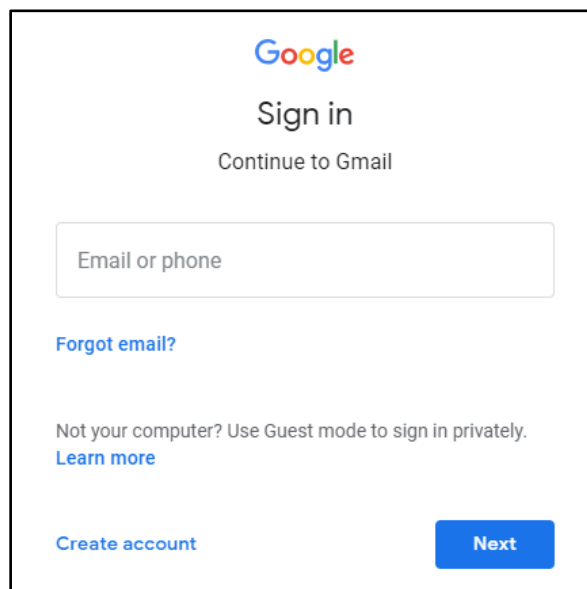 Google
Sign in
Continue to Gmail
Email or phone
Forgot email?
Not your computer? Use Guest mode to sign in privately.
Learn more
Create account
Next